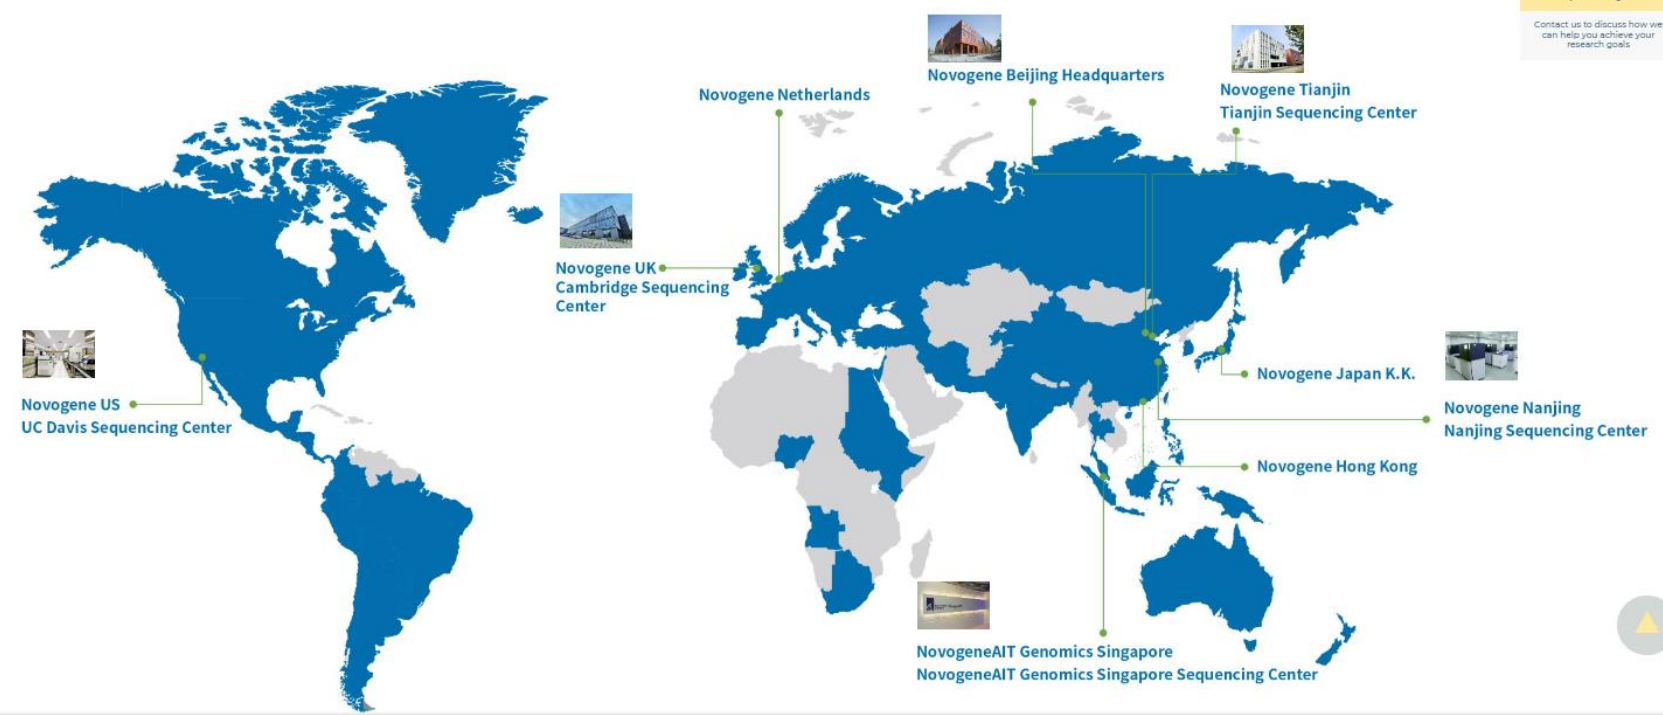 Contact us to discuss how we
can help you achieve your
research goals
Novogene Beijing Headquarters
Novogene Tianjin
Tianjin Sequencing Center
Novogene Netherlands
Novogene UK
Cambridge Sequencing
Center
Novogene US
UC Davis Sequencing Center
Novogene Japan K.K.
Novogene Nanjing
Nanjing Sequencing Center
Novogene Hong Kong
NovogeneAIT Genomics Singapore
NovogeneAIT Genomics Singapore Sequencing Center